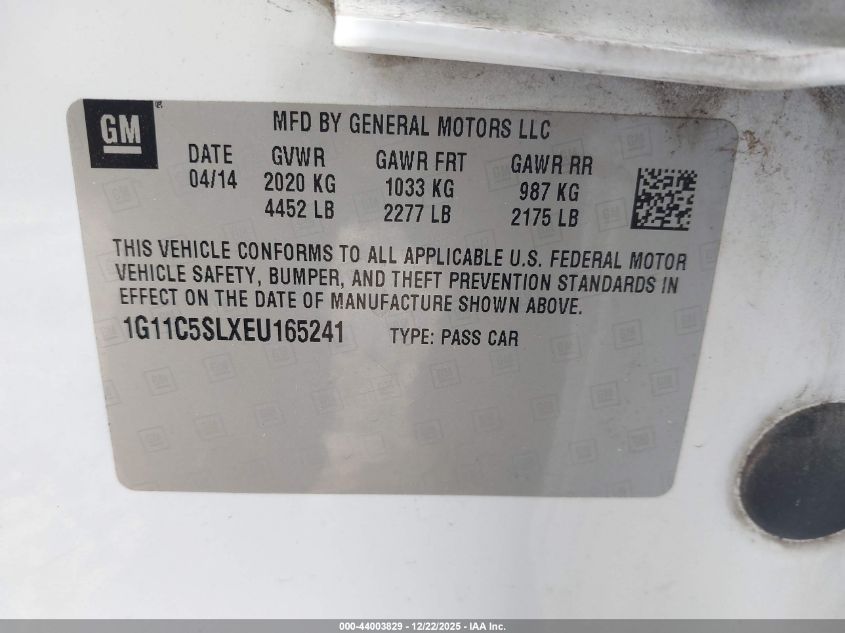 GM
MFD BY GENERAL MOTORS LLC
DATE GVWR GAWR FRT GAWR RR
04/14 2020 KG 1033 KG 987 KG
4452 LB 2277 LB 2175 LB
THIS VEHICLE CONFORMS TO ALL APPLICABLE U.S. FEDERAL MOTOR
VEHICLE SAFETY, BUMPER, AND THEFT PREVENTION STANDARDS IN
EFFECT ON THE DATE OF MANUFACTURE SHOWN ABOVE.
1G11C5SLXEU165241 TYPE: PASS CAR
000-44003829 - 12/22/2025 - IAA Inc.